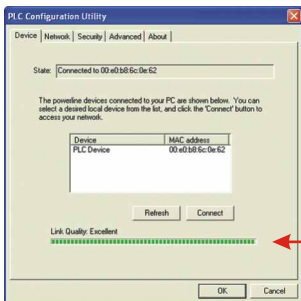 PLC Configuration Utility
Device Network Security Advanced About
State: Connected to 00:e0:b8:6c:0e:62
The powerline devices connected to your PC are shown below. You can
select a desired local device from the list, and click the 'Connect' button to
access your network.
Device MAC address
PLC Device 00:e0:b8:6c:0e:62
Refresh Connect
Link Quality: Excellent
OK Cancel